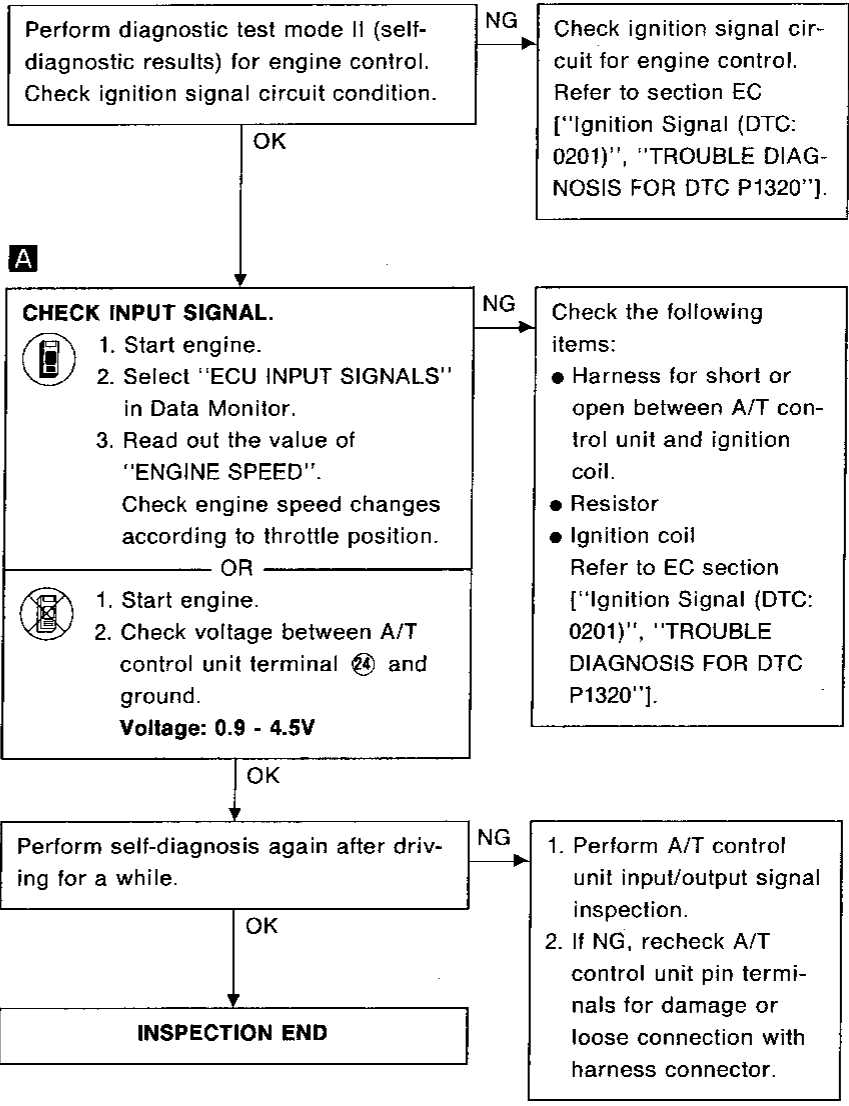 Perform diagnostic test mode II (self-
diagnostic results) for engine control.
Check ignition signal circuit condition.
NG
Check ignition signal cir-
cuit for engine control.
Refer to section EC
["Ignition Signal (DTC:
0201)", "TROUBLE DIAG-
NOSIS FOR DTC P1320"].
OK
A
CHECK INPUT SIGNAL.
1. Start engine.
2. Select "ECU INPUT SIGNALS"
in Data Monitor.
3. Read out the value of
"ENGINE SPEED".
Check engine speed changes
according to throttle position.
OR
1. Start engine.
2. Check voltage between A/T
control unit terminal ㉔ and
ground.
Voltage: 0.9 - 4.5V
NG
Check the following
items:
● Harness for short or
open between A/T con-
trol unit and ignition
coil.
● Resistor
● Ignition coil
Refer to EC section
["Ignition Signal (DTC:
0201)", "TROUBLE
DIAGNOSIS FOR DTC
P1320"].
OK
Perform self-diagnosis again after driv-
ing for a while.
NG
1. Perform A/T control
unit input/output signal
inspection.
2. If NG, recheck A/T
control unit pin termi-
nals for damage or
loose connection with
harness connector.
OK
INSPECTION END